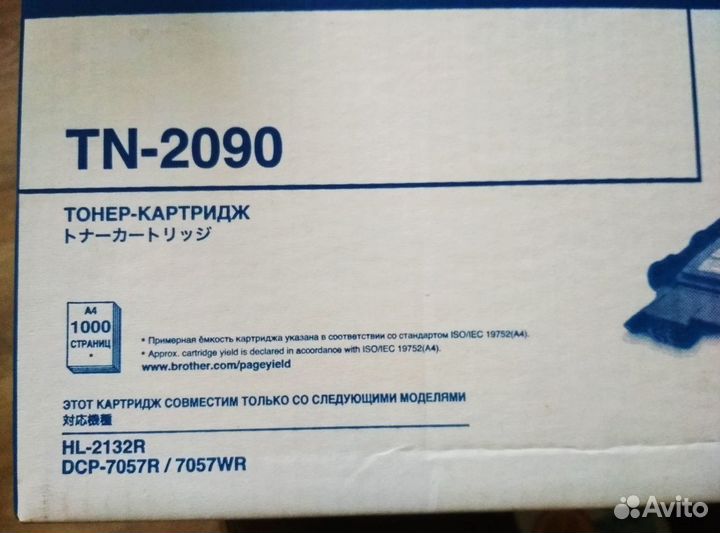 TN-2090
ТОНЕР-КАРТРИДЖ
トナーカートリッジ
A4
1000
СТРАНИЦ
*
* Примерная ёмкость картриджа указана в соответствии со стандартом ISO/IEC 19752(A4).
* Approx. cartridge yield is declared in accordance with ISO/IEC 19752(A4).
www.brother.com/pageyield
ЭТОТ КАРТРИДЖ СОВМЕСТИМ ТОЛЬКО СО СЛЕДУЮЩИМИ МОДЕЛЯМИ
対応機種
HL-2132R
DCP-7057R / 7057WR
Avito